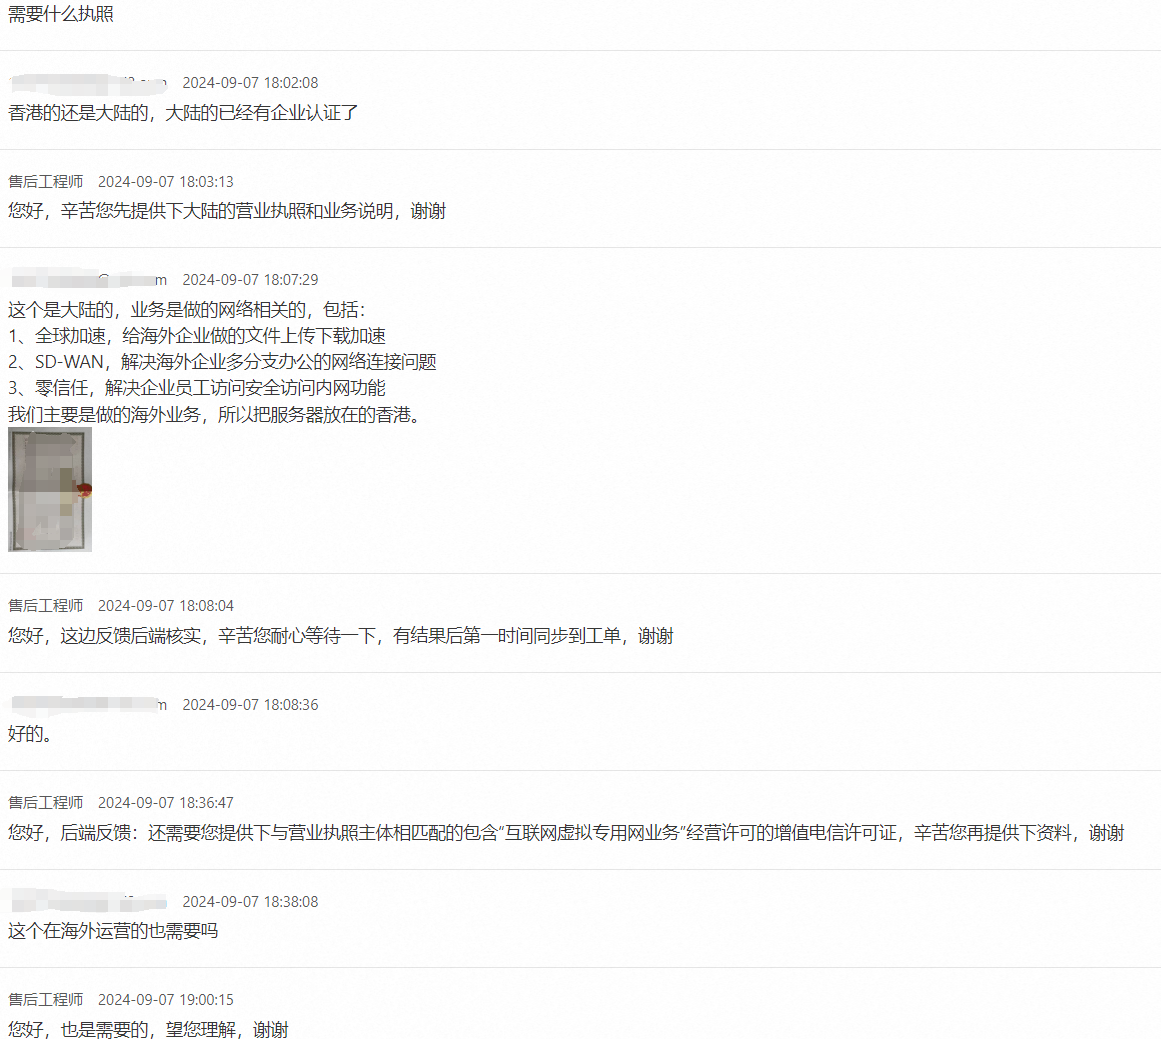 需要什么执照
2024-09-07 18:02:08
香港的还是大陆的，大陆的已经有企业认证了
售后工程师 2024-09-07 18:03:13
您好，辛苦您先提供下大陆的营业执照和业务说明，谢谢
m 2024-09-07 18:07:29
这个是大陆的，业务是做的网络相关的，包括：
1、全球加速，给海外企业做的文件上传下载加速
2、SD-WAN，解决海外企业多分支办公的网络连接问题
3、零信任，解决企业员工访问安全访问内网功能
我们主要是做的海外业务，所以把服务器放在的香港。
售后工程师 2024-09-07 18:08:04
您好，这边反馈后端核实，辛苦您耐心等待一下，有结果后第一时间同步到工单，谢谢
m 2024-09-07 18:08:36
好的。
售后工程师 2024-09-07 18:36:47
您好，后端反馈：还需要您提供下与营业执照主体相匹配的包含“互联网虚拟专用网业务”经营许可的增值电信许可证，辛苦您再提供下资料，谢谢
2024-09-07 18:38:08
这个在海外运营的也需要吗
售后工程师 2024-09-07 19:00:15
您好，也是需要的，望您理解，谢谢